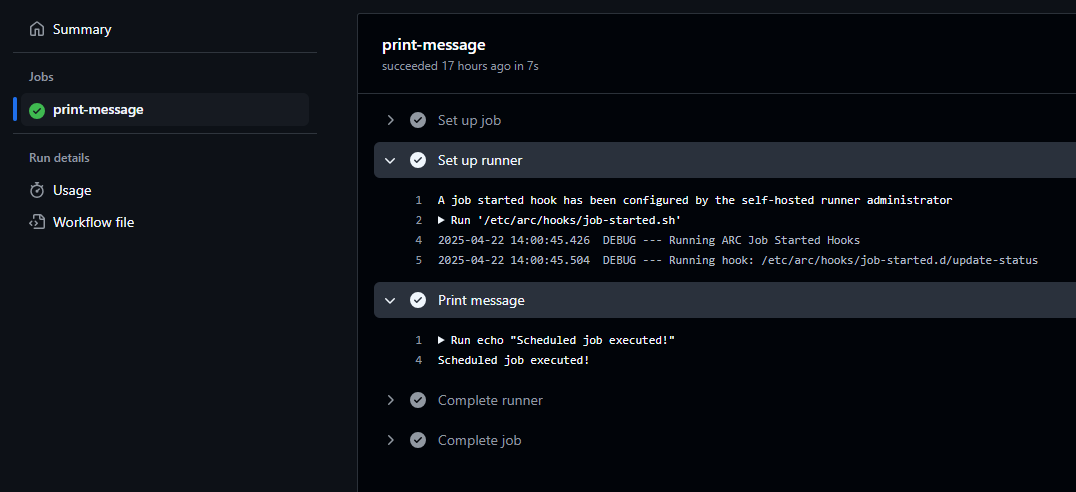 Summary
Jobs
print-message
Run details
Usage
Workflow file
print-message
succeeded 17 hours ago in 7s
Set up job
Set up runner
1 A job started hook has been configured by the self-hosted runner administrator
2 ▶ Run '/etc/arc/hooks/job-started.sh'
4 2025-04-22 14:00:45.426  DEBUG --- Running ARC Job Started Hooks
5 2025-04-22 14:00:45.504  DEBUG --- Running hook: /etc/arc/hooks/job-started.d/update-status
Print message
1 ▶ Run echo "Scheduled job executed!"
4 Scheduled job executed!
Complete runner
Complete job